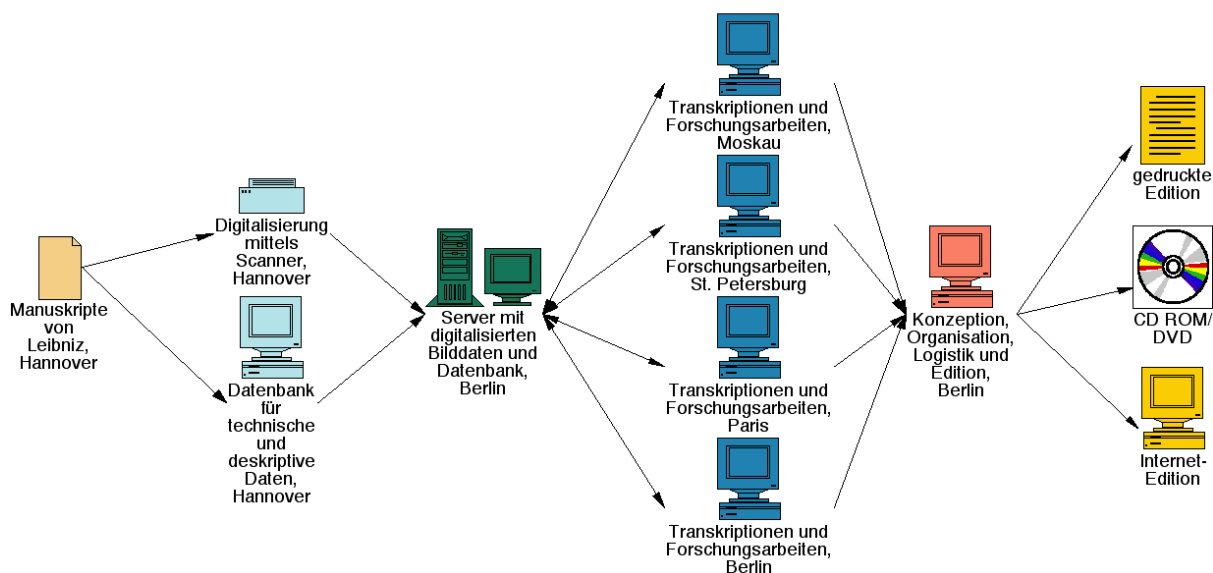 Manuskripte
von
Leibniz,
Hannover
Digitalisierung
mittels
Scanner,
Hannover
Datenbank
für
technische
und
deskriptive
Daten,
Hannover
Server mit
digitalisierten
Bilddaten und
Datenbank,
Berlin
Transkriptionen und
Forschungsarbeiten,
Moskau
Transkriptionen und
Forschungsarbeiten,
St. Petersburg
Transkriptionen und
Forschungsarbeiten,
Paris
Transkriptionen und
Forschungsarbeiten,
Berlin
Konzeption,
Organisation,
Logistik und
Edition,
Berlin
gedruckte
Edition
CD ROM/
DVD
Internet-
Edition